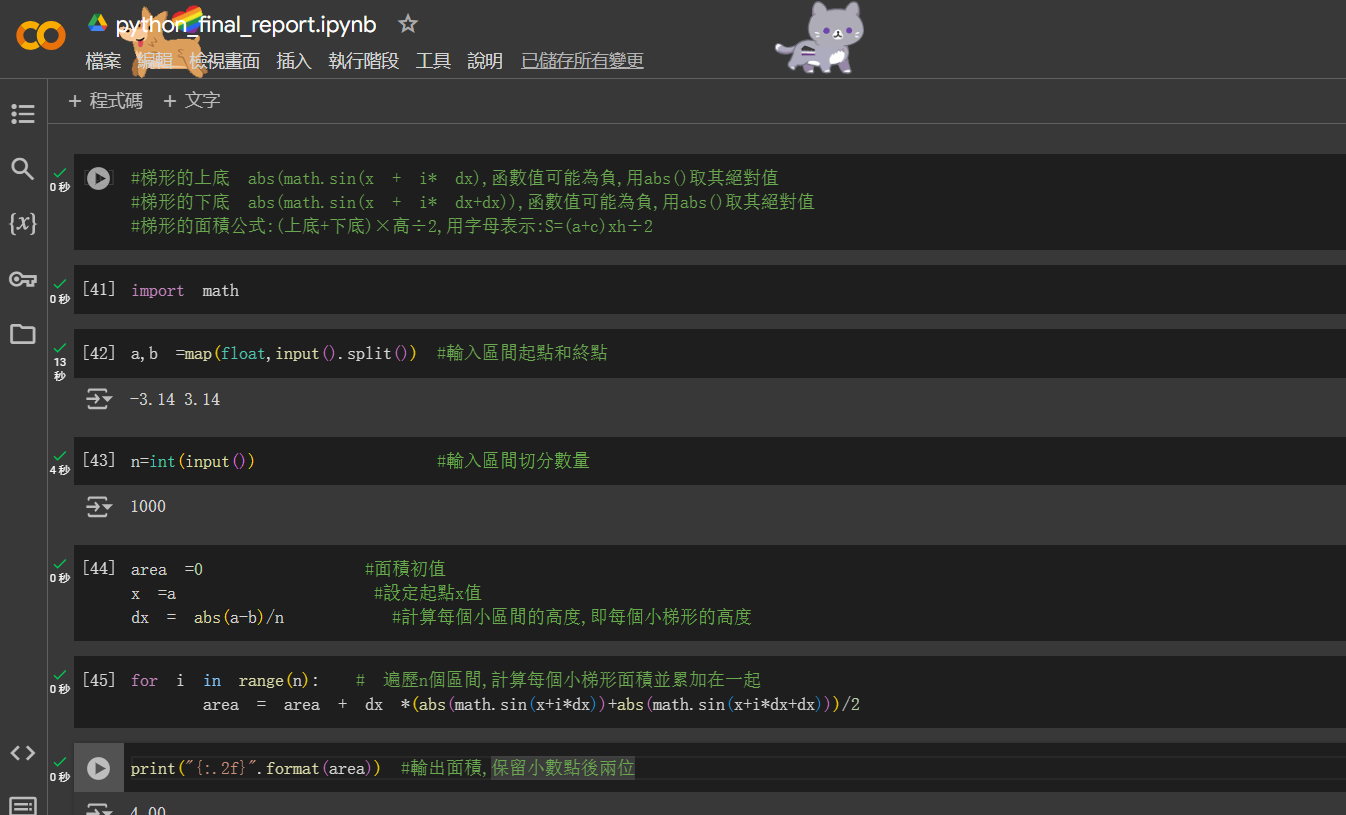 python_final_report.ipynb
檔案 編輯 檢視畫面 插入 執行階段 工具 說明 已儲存所有變更
+ 程式碼 + 文字
0 秒
#梯形的上底 abs(math.sin(x + i* dx),函數值可能為負,用abs()取其絕對值
#梯形的下底 abs(math.sin(x + i* dx+dx)),函數值可能為負,用abs()取其絕對值
#梯形的面積公式:(上底+下底)×高÷2,用字母表示:S=(a+c)xh÷2
0 秒
[41] import math
13 秒
[42] a,b =map(float,input().split()) #輸入區間起點和終點
-3.14 3.14
4 秒
[43] n=int(input()) #輸入區間切分數量
1000
0 秒
[44] area =0 #面積初值
x =a #設定起點x值
dx = abs(a-b)/n #計算每個小區間的高度,即每個小梯形的高度
0 秒
[45] for i in range(n): # 遍歷n個區間,計算每個小梯形面積並累加在一起
area = area + dx *(abs(math.sin(x+i*dx))+abs(math.sin(x+i*dx+dx)))/2
0 秒
print("{:.2f}".format(area)) #輸出面積,保留小數點後兩位
4.00